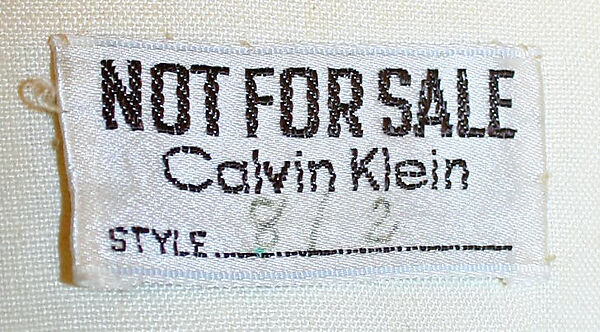 NOT FOR SALE
Calvin Klein
STYLE 812